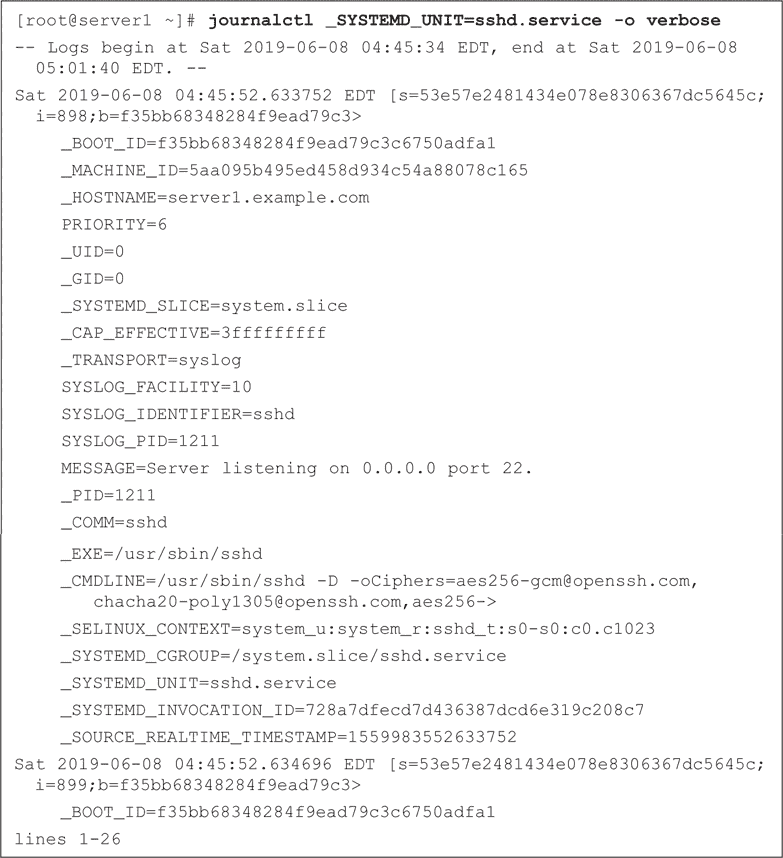 [root@server1 ~]# journalctl _SYSTEMD_UNIT=sshd.service -o verbose
-- Logs begin at Sat 2019-06-08 04:45:34 EDT, end at Sat 2019-06-08
05:01:40 EDT. --
Sat 2019-06-08 04:45:52.633752 EDT [s=53e57e2481434e078e8306367dc5645c;
i=898;b=f35bb68348284f9ead79c3>
_BOOT_ID=f35bb68348284f9ead79c3c6750adfa1
_MACHINE_ID=5aa095b495ed458d934c54a88078c165
_HOSTNAME=server1.example.com
PRIORITY=6
_UID=0
_GID=0
_SYSTEMD_SLICE=system.slice
_CAP_EFFECTIVE=3fffffffff
_TRANSPORT=syslog
SYSLOG_FACILITY=10
SYSLOG_IDENTIFIER=sshd
SYSLOG_PID=1211
MESSAGE=Server listening on 0.0.0.0 port 22.
_PID=1211
_COMM=sshd
_EXE=/usr/sbin/sshd
_CMDLINE=/usr/sbin/sshd -D -oCiphers=aes256-gcm@openssh.com,
chacha20-poly1305@openssh.com,aes256->
_SELINUX_CONTEXT=system_u:system_r:sshd_t:s0-s0:c0.c1023
_SYSTEMD_CGROUP=/system.slice/sshd.service
_SYSTEMD_UNIT=sshd.service
_SYSTEMD_INVOCATION_ID=728a7dfecd7d436387dcd6e319c208c7
_SOURCE_REALTIME_TIMESTAMP=1559983552633752
Sat 2019-06-08 04:45:52.634696 EDT [s=53e57e2481434e078e8306367dc5645c;
i=899;b=f35bb68348284f9ead79c3>
_BOOT_ID=f35bb68348284f9ead79c3c6750adfa1
lines 1-26